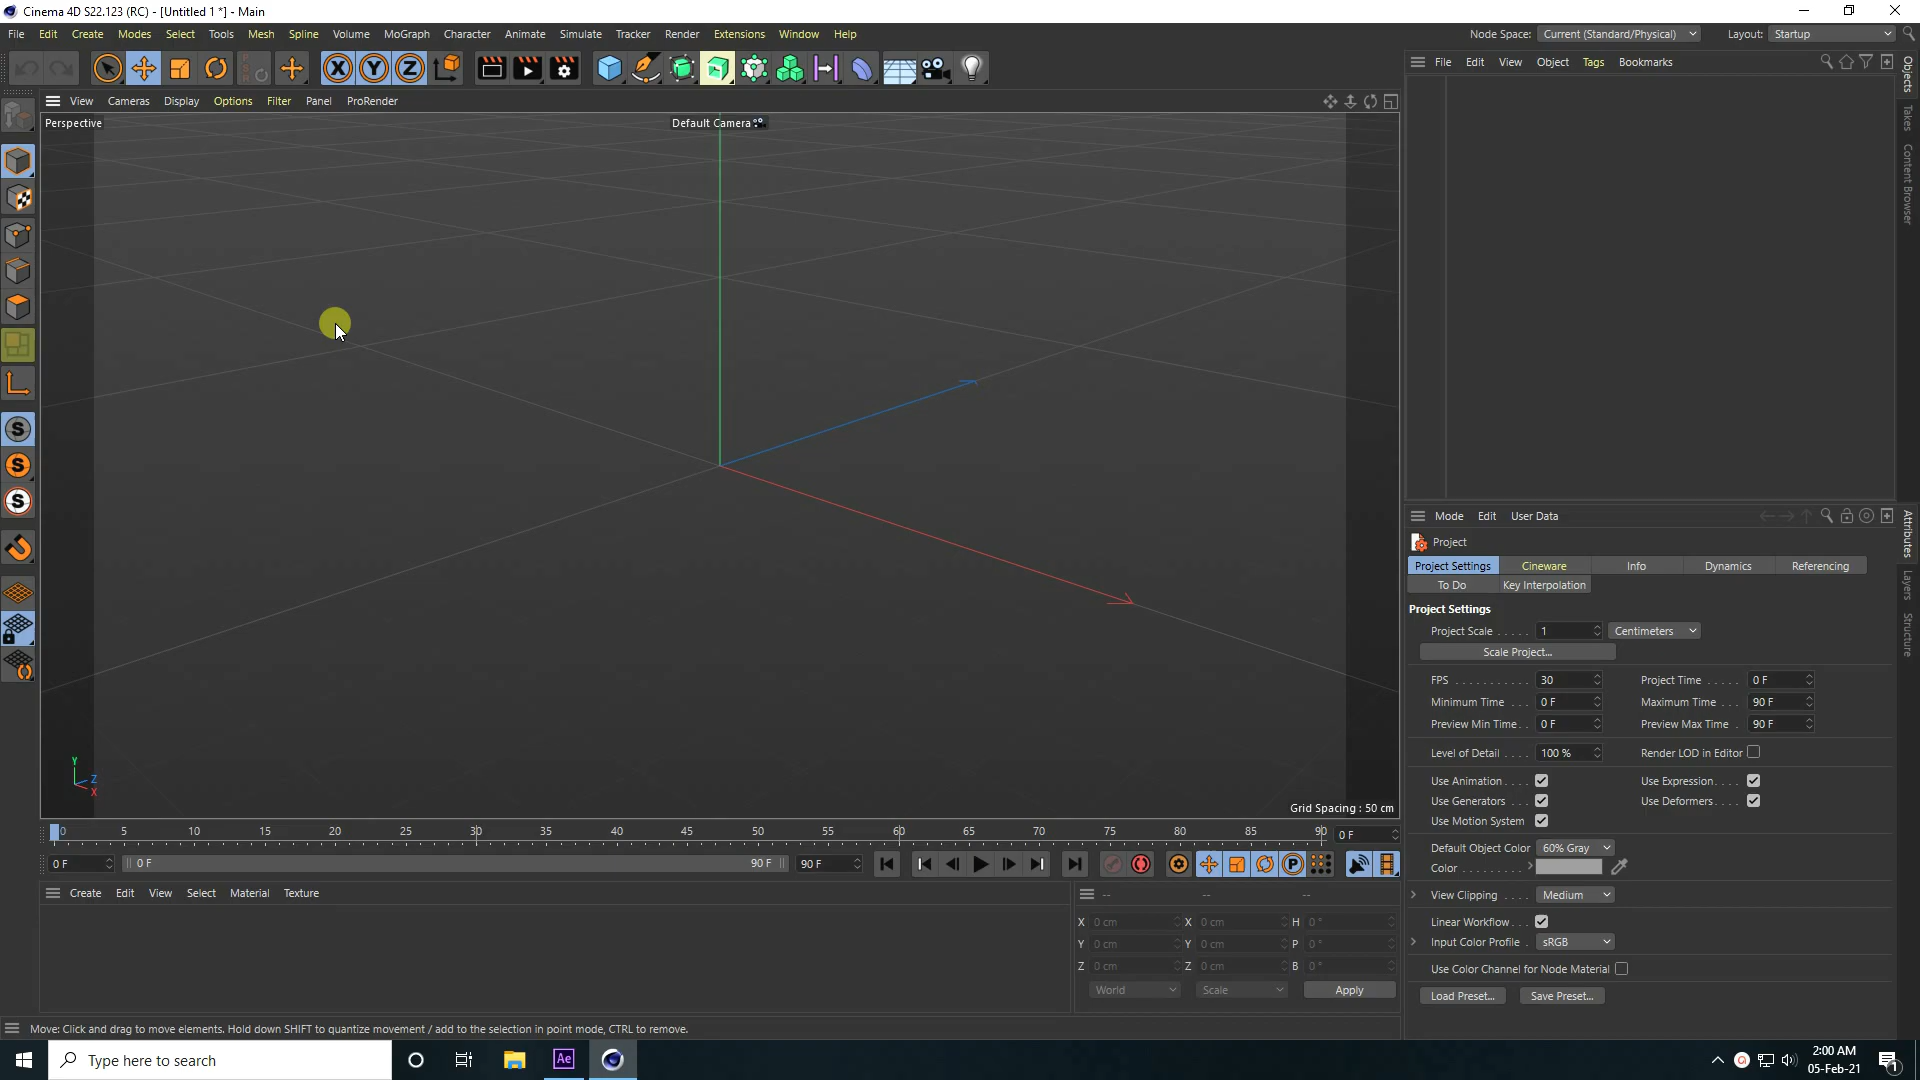 Cinema 4D S22.123 (RC) - [Untitled 1 *] - Main
File Edit Create Modes Select Tools Mesh Spline Volume MoGraph Character Animate Simulate Tracker Render Extensions Window Help
Node Space: Current (Standard/Physical) Layout: Startup
View Cameras Display Options Filter Panel ProRender
File Edit View Object Tags Bookmarks
Perspective
Default Camera
Objects
Takes
Content Browser
Grid Spacing : 50 cm
Y
Z
X
0 5 10 15 20 25 30 35 40 45 50 55 60 65 70 75 80 85 90 0 F
0 F 0 F 90 F 90 F
Create Edit View Select Material Texture
-- -- --
X 0 cm X 0 cm H 0 °
Y 0 cm Y 0 cm P 0 °
Z 0 cm Z 0 cm B 0 °
World Scale Apply
Move: Click and drag to move elements. Hold down SHIFT to quantize movement / add to the selection in point mode, CTRL to remove.
Mode Edit User Data
Project
Project Settings Cineware Info Dynamics Referencing
To Do Key Interpolation
Project Settings
Project Scale . . . . . 1 Centimeters
Scale Project...
FPS . . . . . . . . . . . 30 Project Time . . . . . 0 F
Minimum Time . . . 0 F Maximum Time . . . 90 F
Preview Min Time . . 0 F Preview Max Time . 90 F
Level of Detail . . . . 100 % Render LOD in Editor
Use Animation . . . . Use Expression . . . .
Use Generators . . . Use Deformers . . . .
Use Motion System
Default Object Color 60% Gray
Color . . . . . . . . . .
View Clipping . . . . Medium
Linear Workflow . . .
Input Color Profile . sRGB
Use Color Channel for Node Material
Load Preset... Save Preset...
Attributes
Layers
Structure
Type here to search
Ae
2:00 AM
05-Feb-21
1